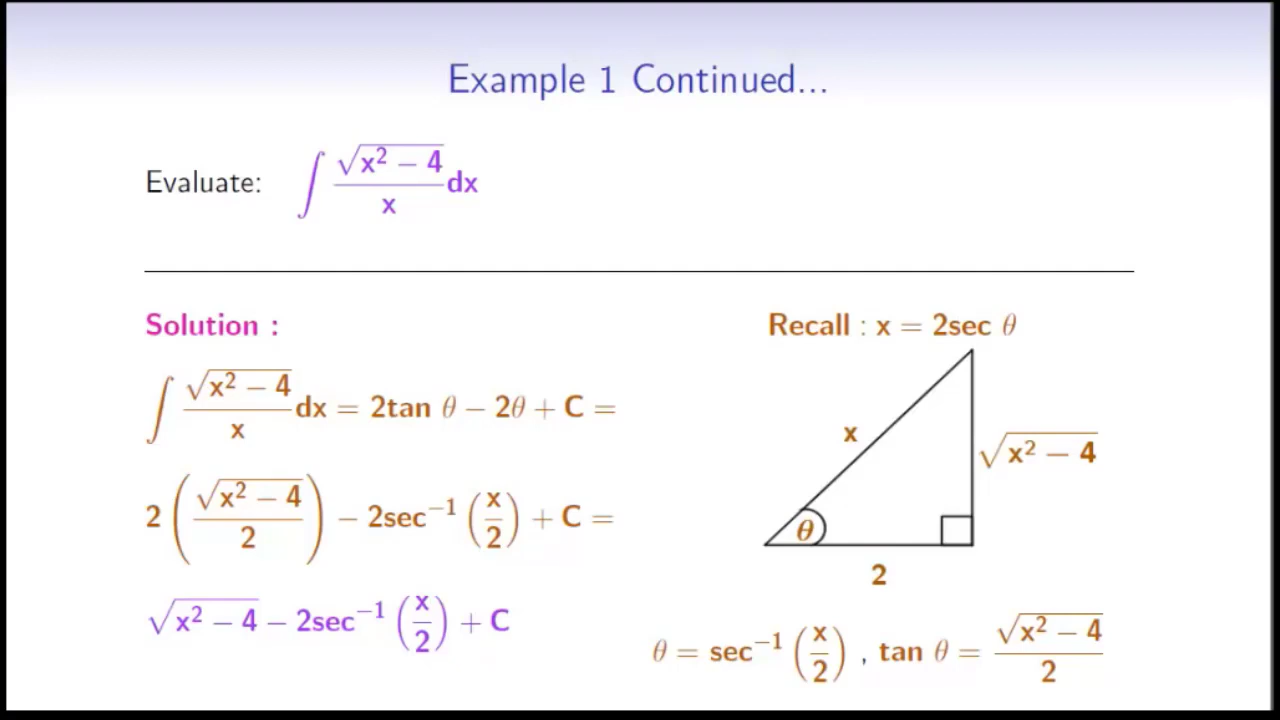 Example 1 Continued...
Evaluate: ∫ √(x² − 4)/x dx
Solution :
∫ √(x² − 4)/x dx = 2tan θ − 2θ + C =
2(√(x² − 4)/2) − 2sec⁻¹(x/2) + C =
√(x² − 4) − 2sec⁻¹(x/2) + C
Recall : x = 2sec θ
x
√(x² − 4)
θ
2
θ = sec⁻¹(x/2) , tan θ = √(x² − 4)/2